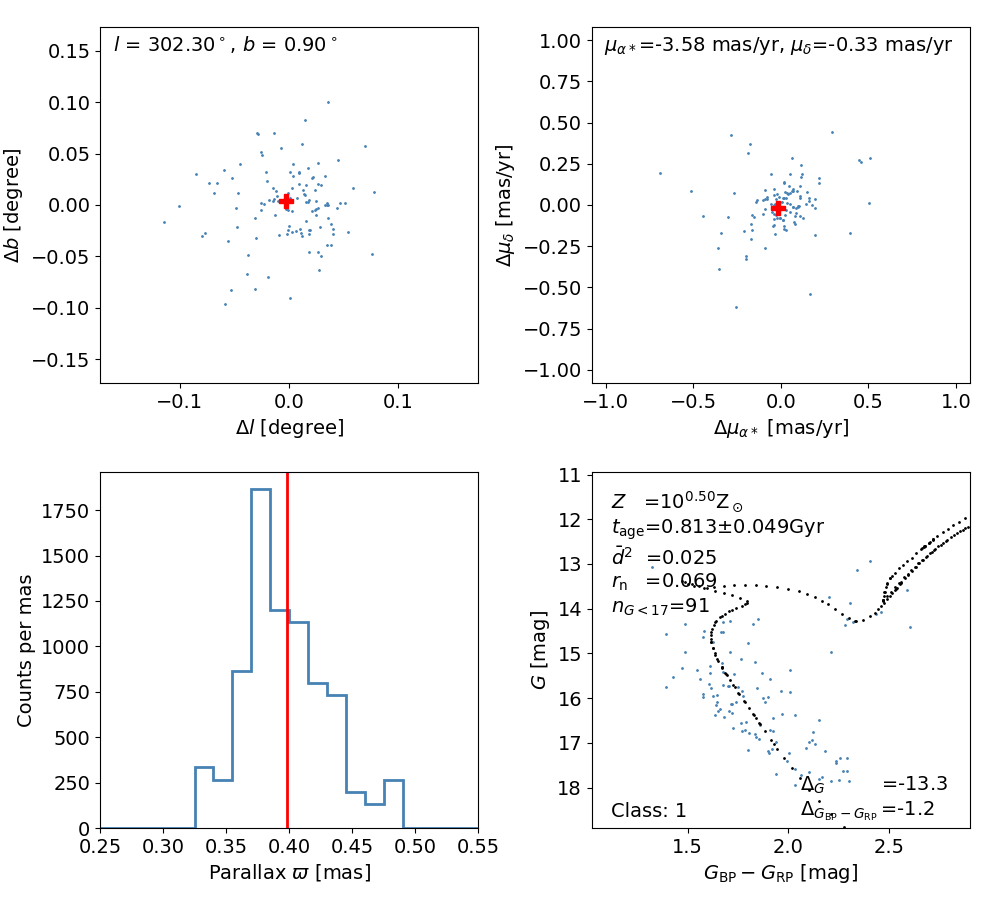 l = 302.30°, b = 0.90°
0.15
0.10
0.05
0.00
−0.05
−0.10
−0.15
Δb [degree]
−0.1 0.0 0.1
Δl [degree]
μα∗=-3.58 mas/yr, μδ=-0.33 mas/yr
1.00
0.75
0.50
0.25
0.00
−0.25
−0.50
−0.75
−1.00
Δμδ [mas/yr]
−1.0 −0.5 0.0 0.5 1.0
Δμα∗ [mas/yr]
1750
1500
1250
1000
750
500
250
0
Counts per mas
0.25 0.30 0.35 0.40 0.45 0.50 0.55
Parallax ϖ [mas]
11
12
13
14
15
16
17
18
G [mag]
Z =10^0.50 Z⊙
t_age=0.813±0.049Gyr
d̄² =0.025
r_n =0.069
n_G<17=91
Δ_G =-13.3
Δ_G_BP−G_RP =-1.2
Class: 1
1.5 2.0 2.5
G_BP − G_RP [mag]